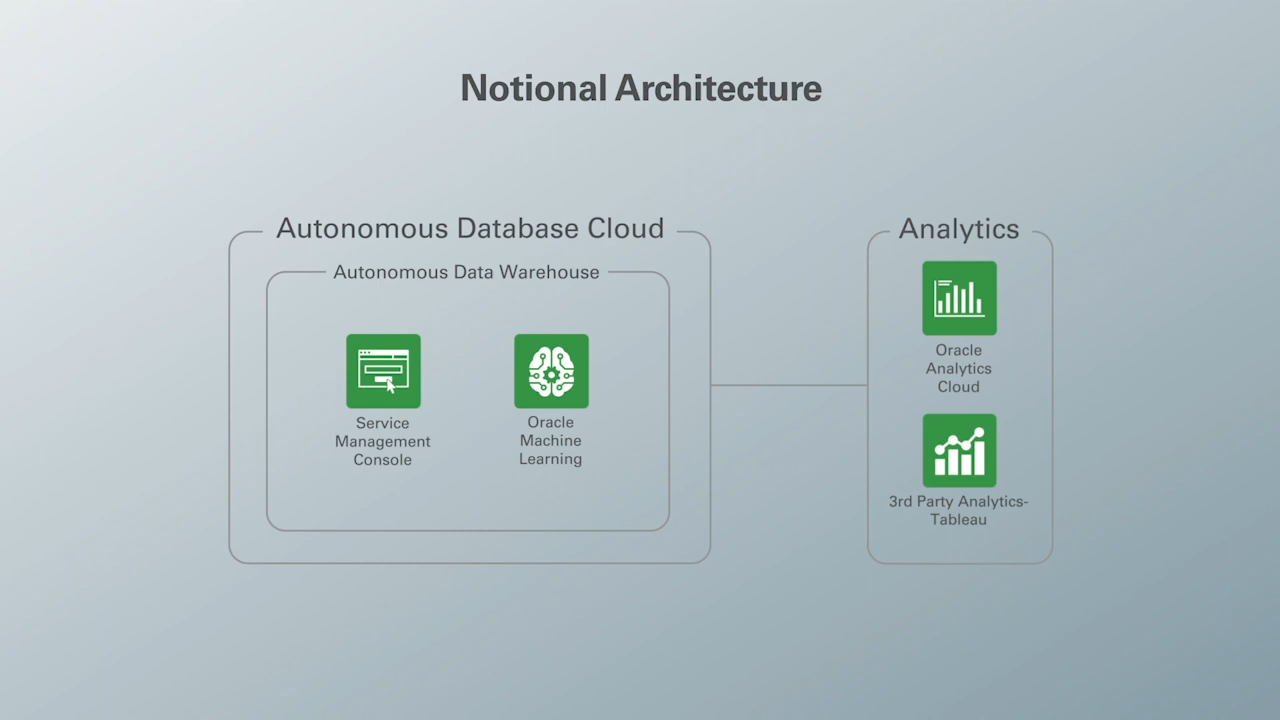 Notional Architecture
Autonomous Database Cloud
Autonomous Data Warehouse
Service
Management
Console
Oracle
Machine
Learning
Analytics
Oracle
Analytics
Cloud
3rd Party Analytics-
Tableau